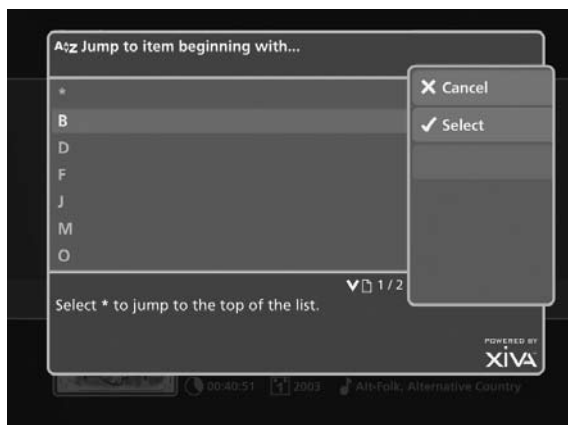 A-Z Jump to item beginning with...
*
B
D
F
J
M
O
Cancel
Select
1 / 2
Select * to jump to the top of the list.
POWERED BY
XIVA
00:40:51 1 2003 Alt-Folk, Alternative Country